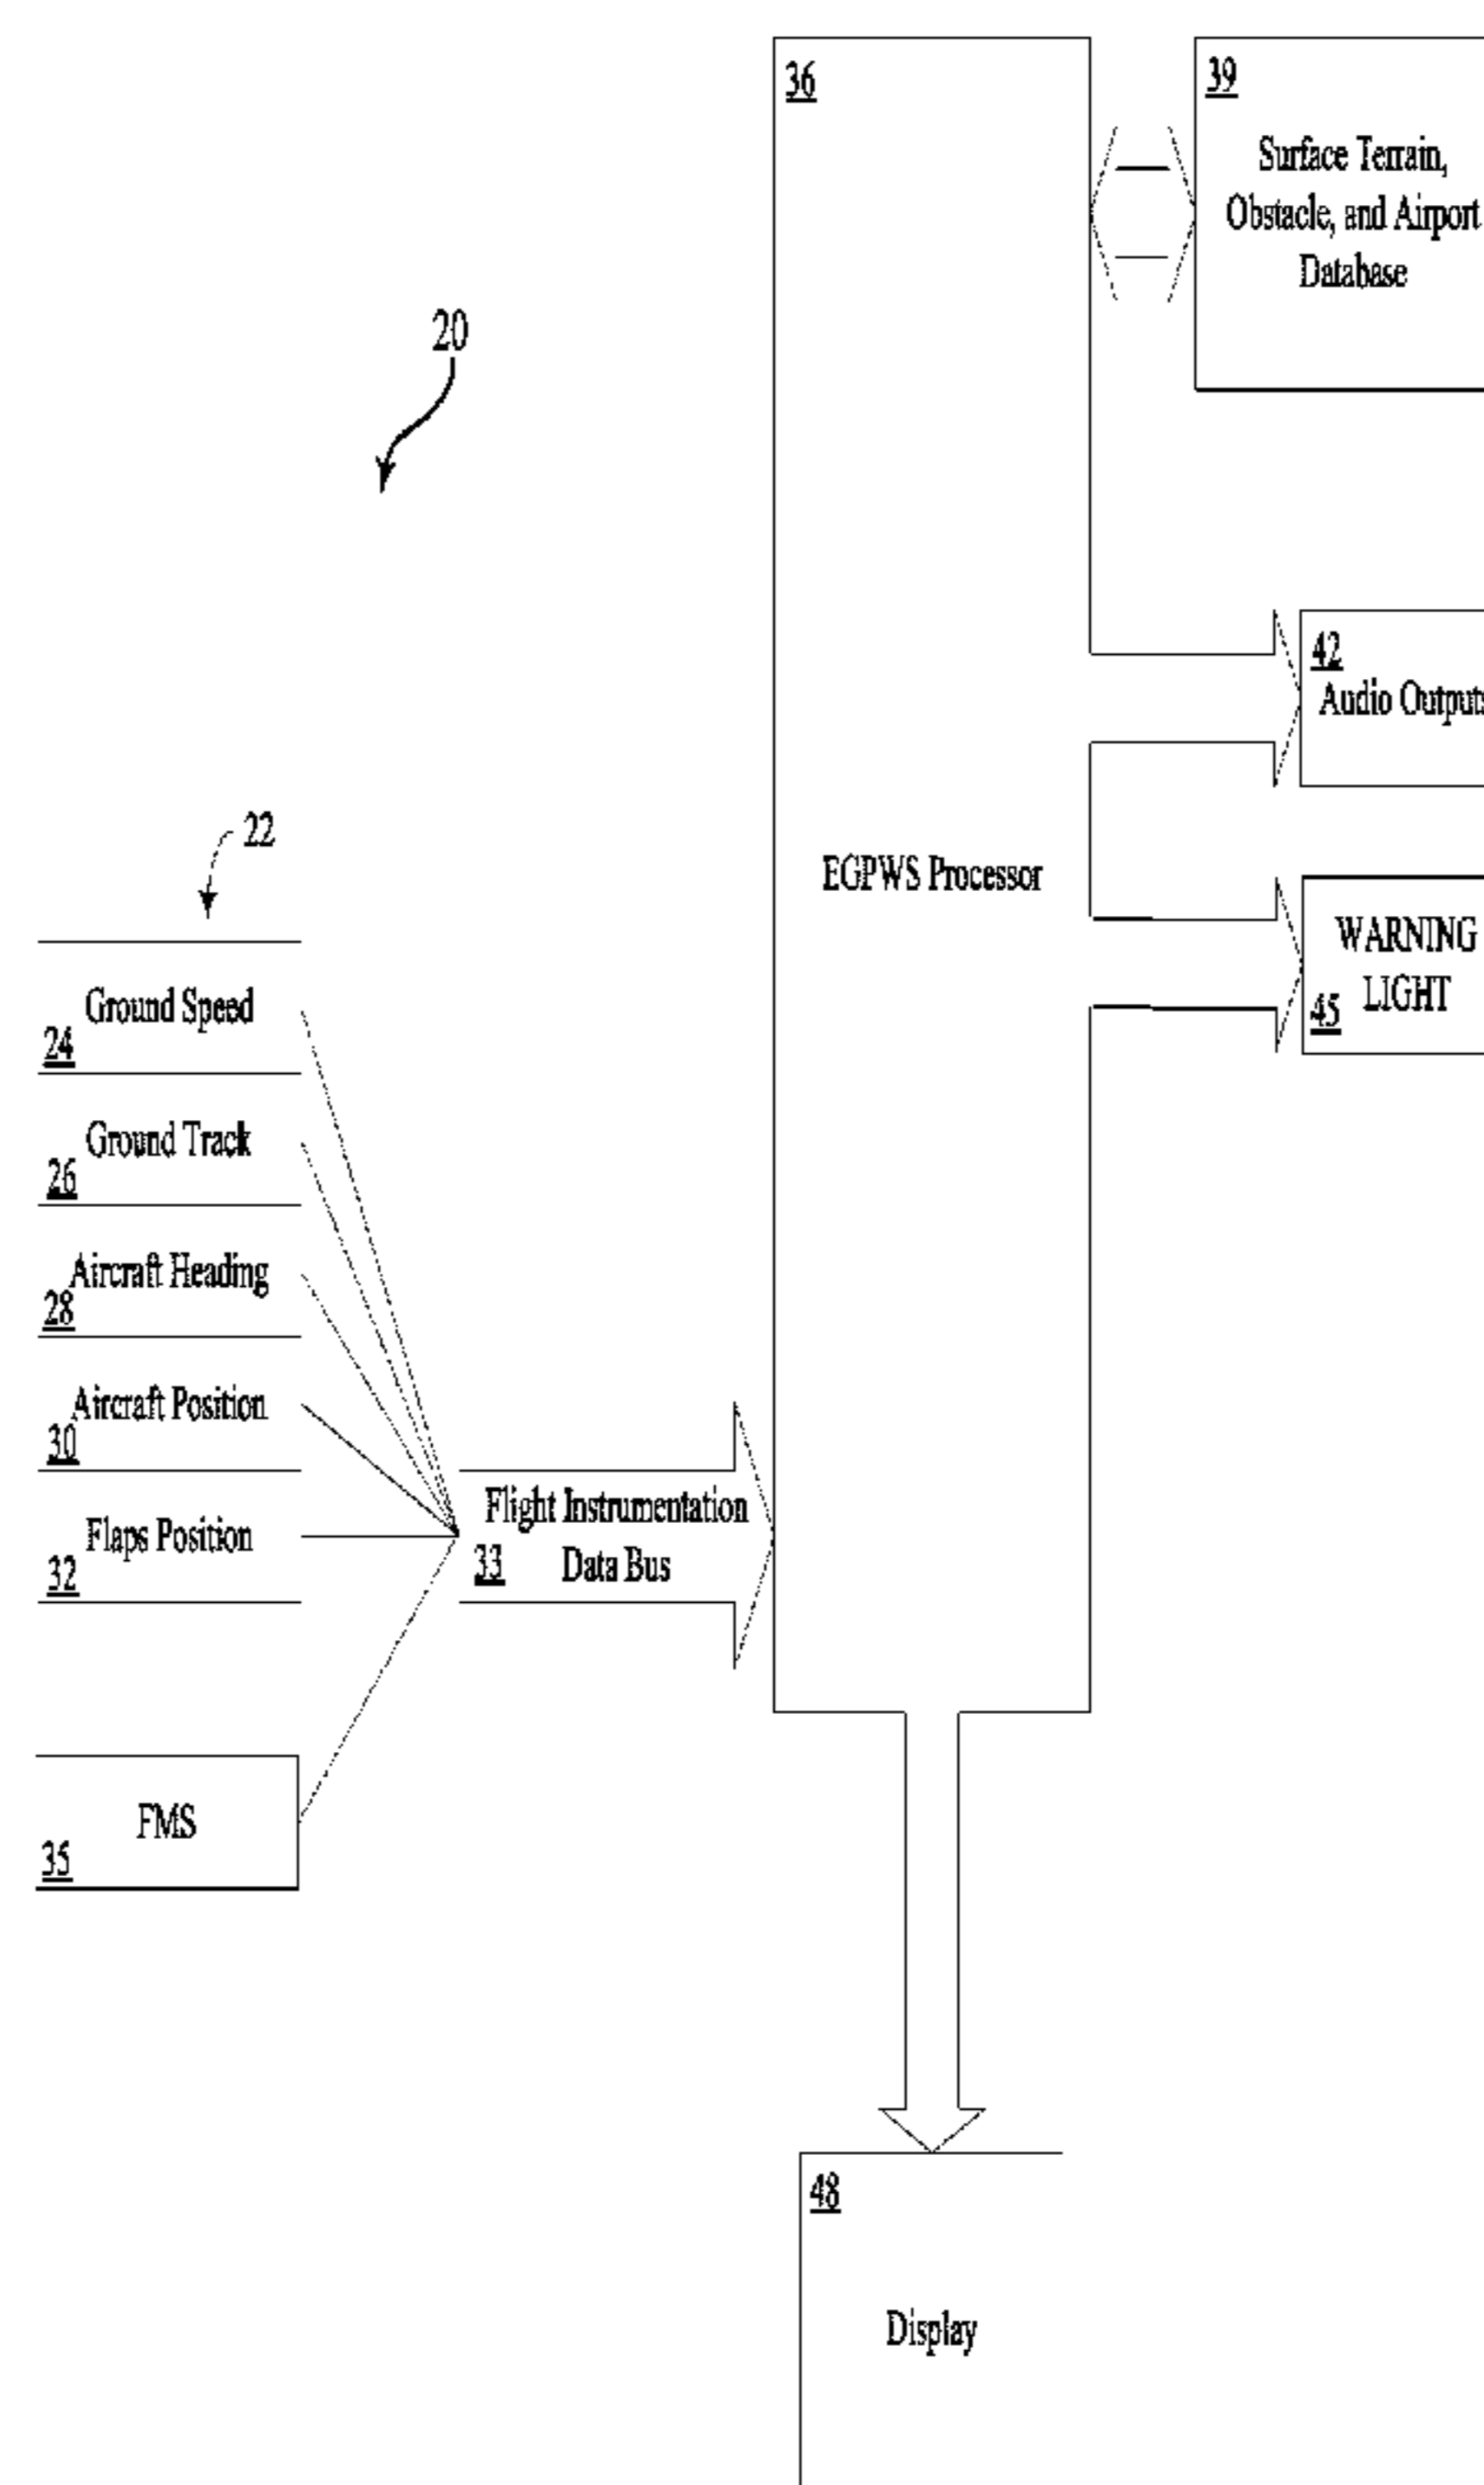 36
39
Surface Terrain,
Obstacle, and Airport
Database
20
42
Audio Outputs
22
EGPWS Processor
WARNING
LIGHT
45
Ground Speed
24
Ground Track
26
Aircraft Heading
28
Aircraft Position
30
Flaps Position
32
Flight Instrumentation
33 Data Bus
FMS
35
48
Display